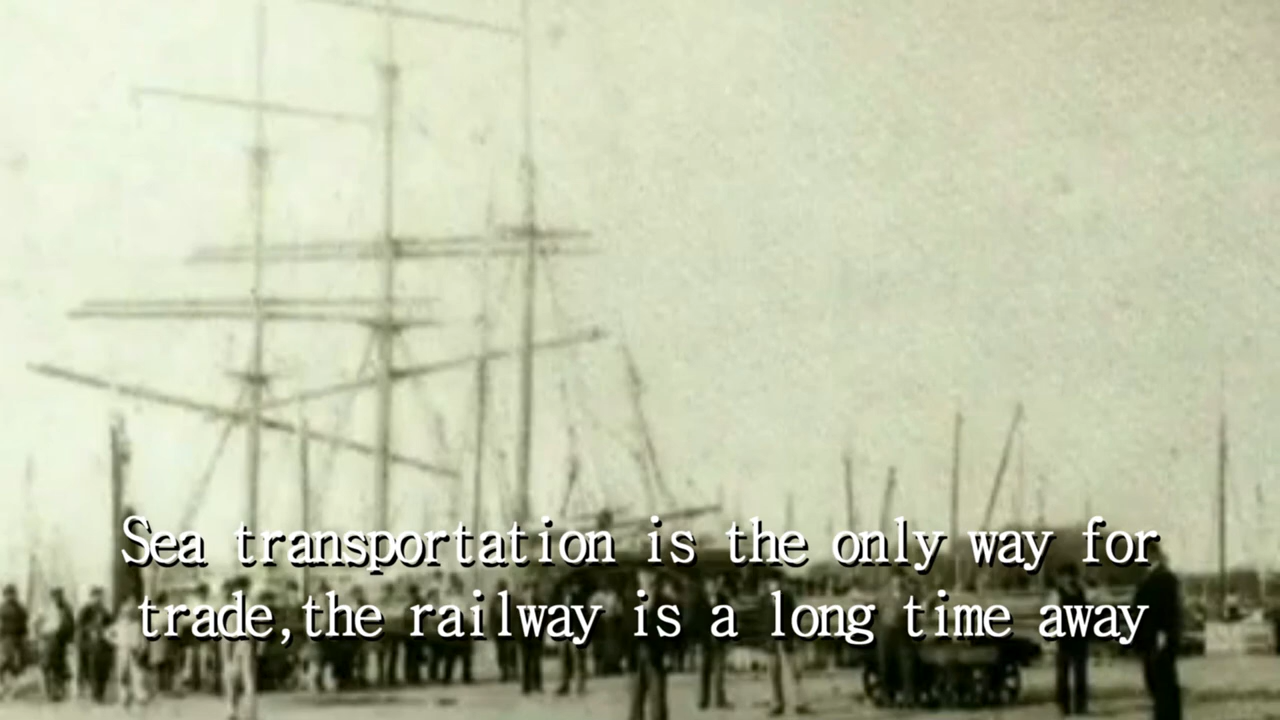 Sea transportation is the only way for
trade,the railway is a long time away